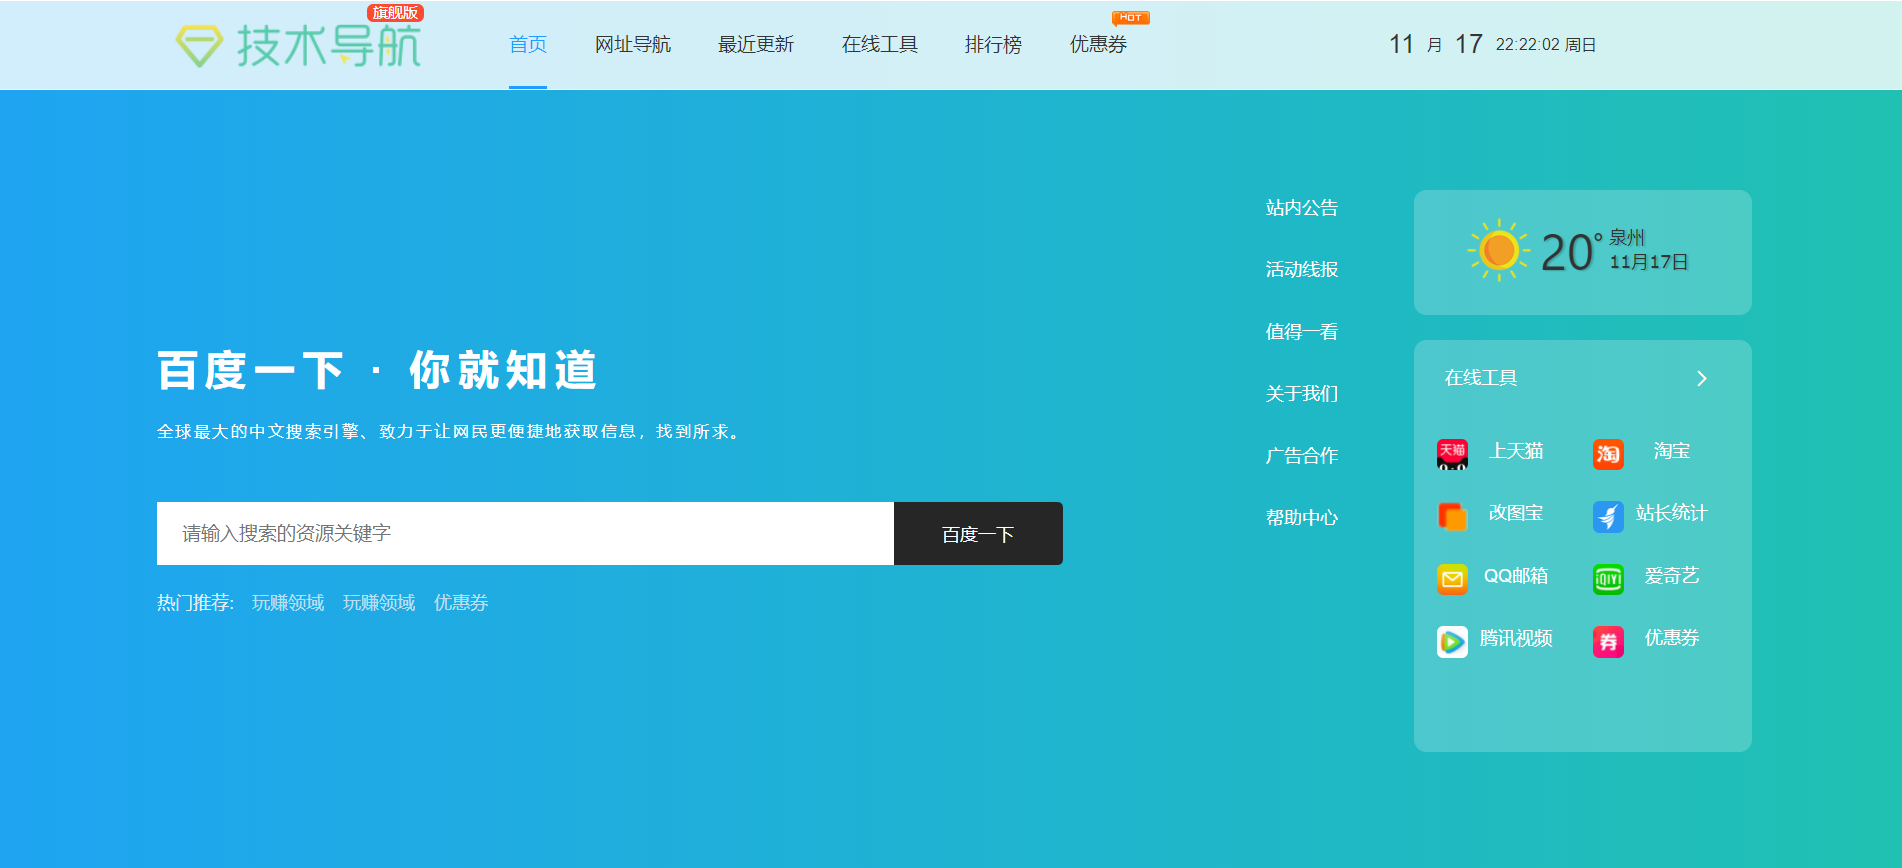 旗舰版
技术导航
首页 网址导航 最近更新 在线工具 排行榜 优惠券 HOT
11 月 17 22:22:02 周日
站内公告
活动线报
值得一看
关于我们
广告合作
帮助中心
20° 泉州
11月17日
百度一下 · 你就知道
全球最大的中文搜索引擎、致力于让网民更便捷地获取信息，找到所求。
请输入搜索的资源关键字 百度一下
热门推荐: 玩赚领域 玩赚领域 优惠券
在线工具
天猫 上天猫 淘 淘宝
改图宝 站长统计
QQ邮箱 iQIYI 爱奇艺
腾讯视频 券 优惠券